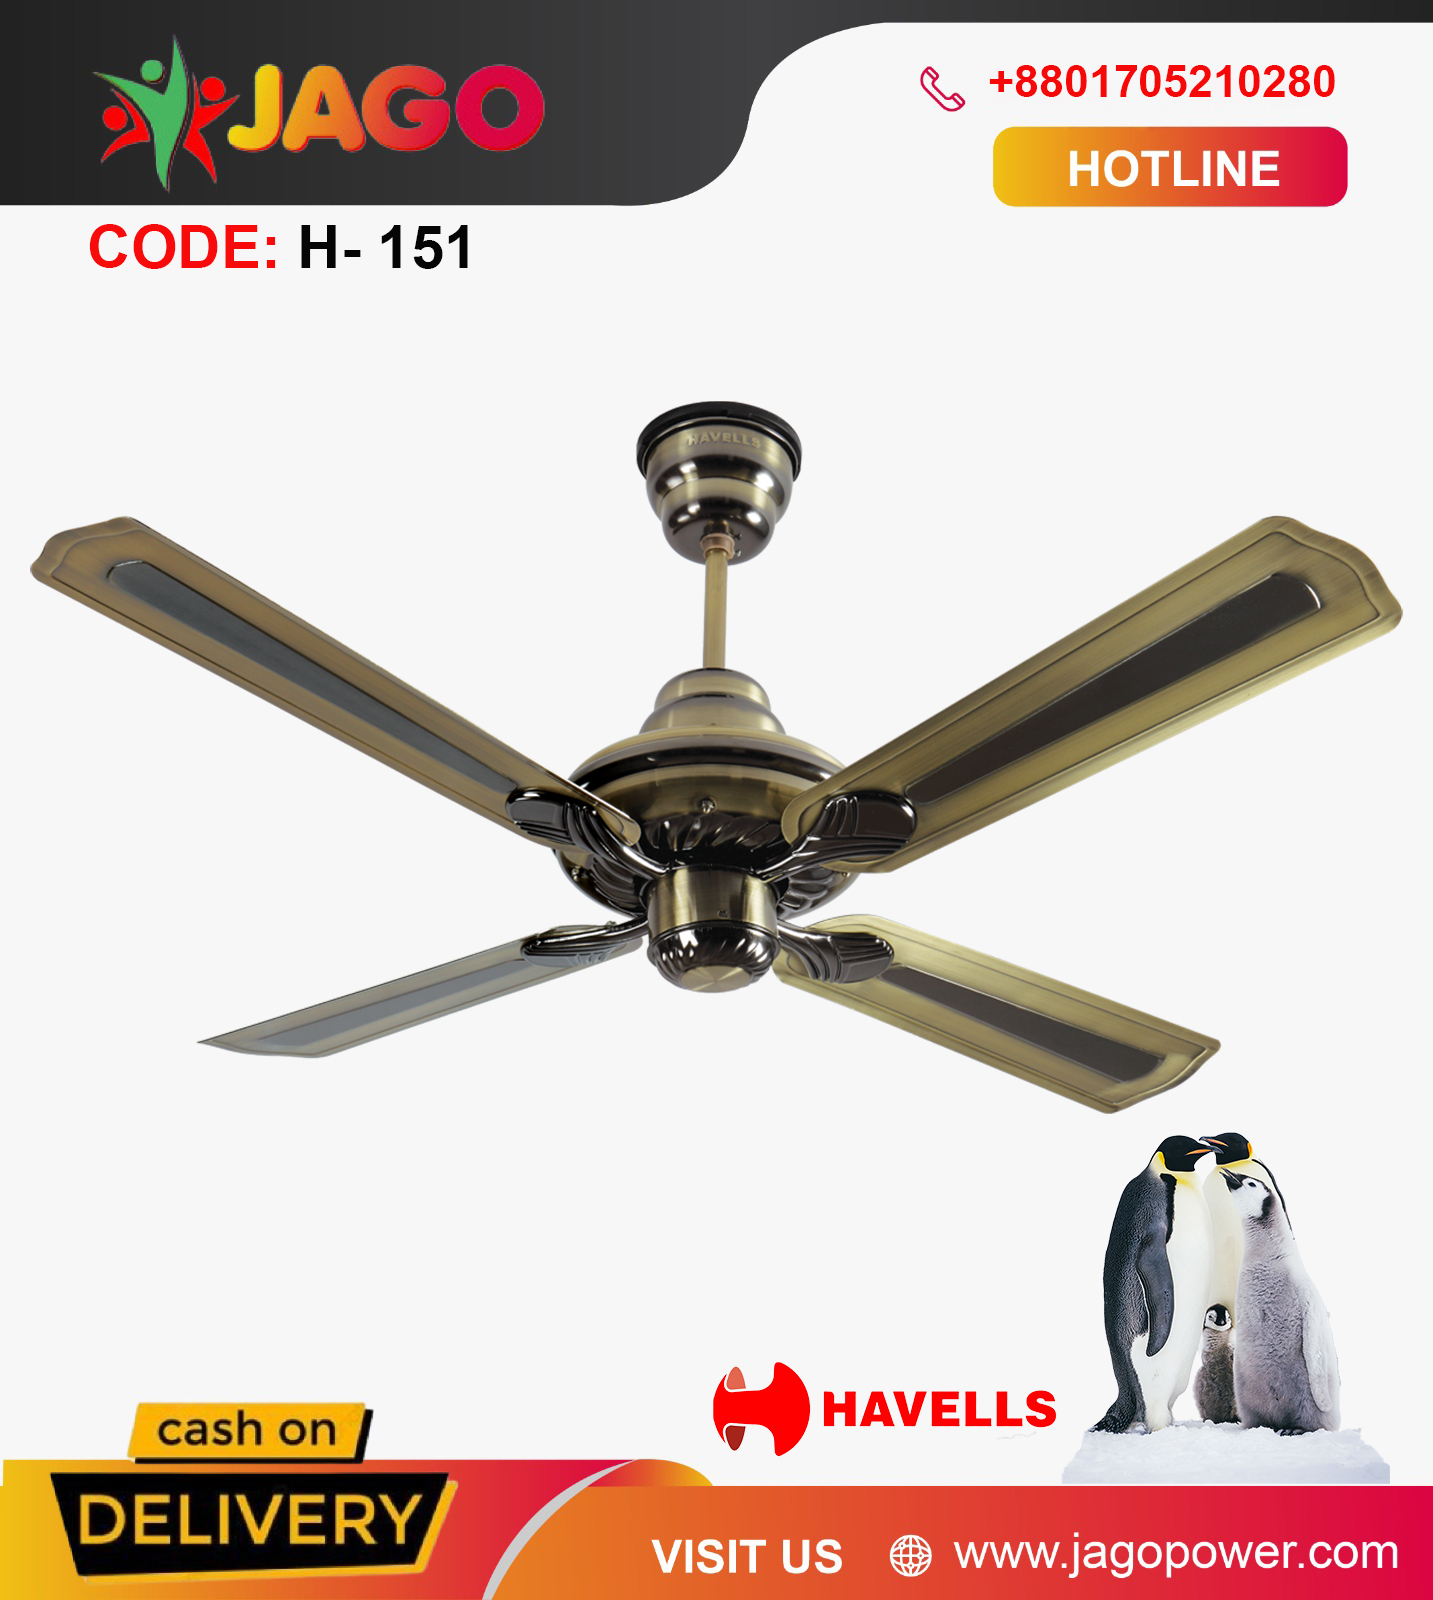 JAGO
+8801705210280
HOTLINE
CODE: H- 151
HAVELLS
HAVELLS
cash on
DELIVERY
VISIT US
www.jagopower.com